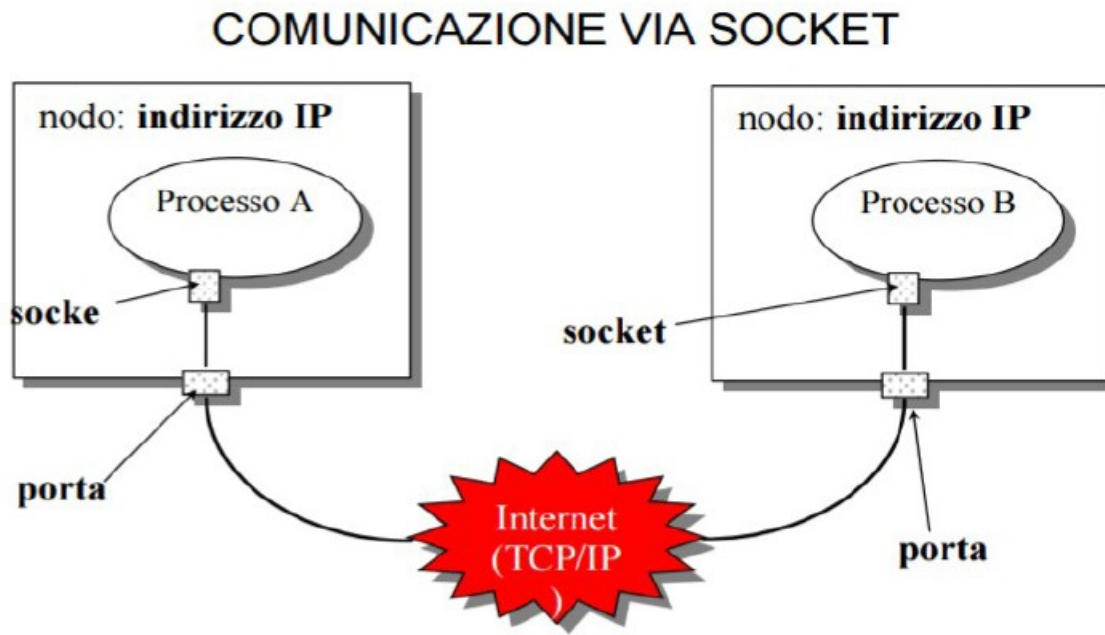 COMUNICAZIONE VIA SOCKET
nodo: indirizzo IP
Processo A
socke
porta
nodo: indirizzo IP
Processo B
socket
porta
Internet
(TCP/IP
)